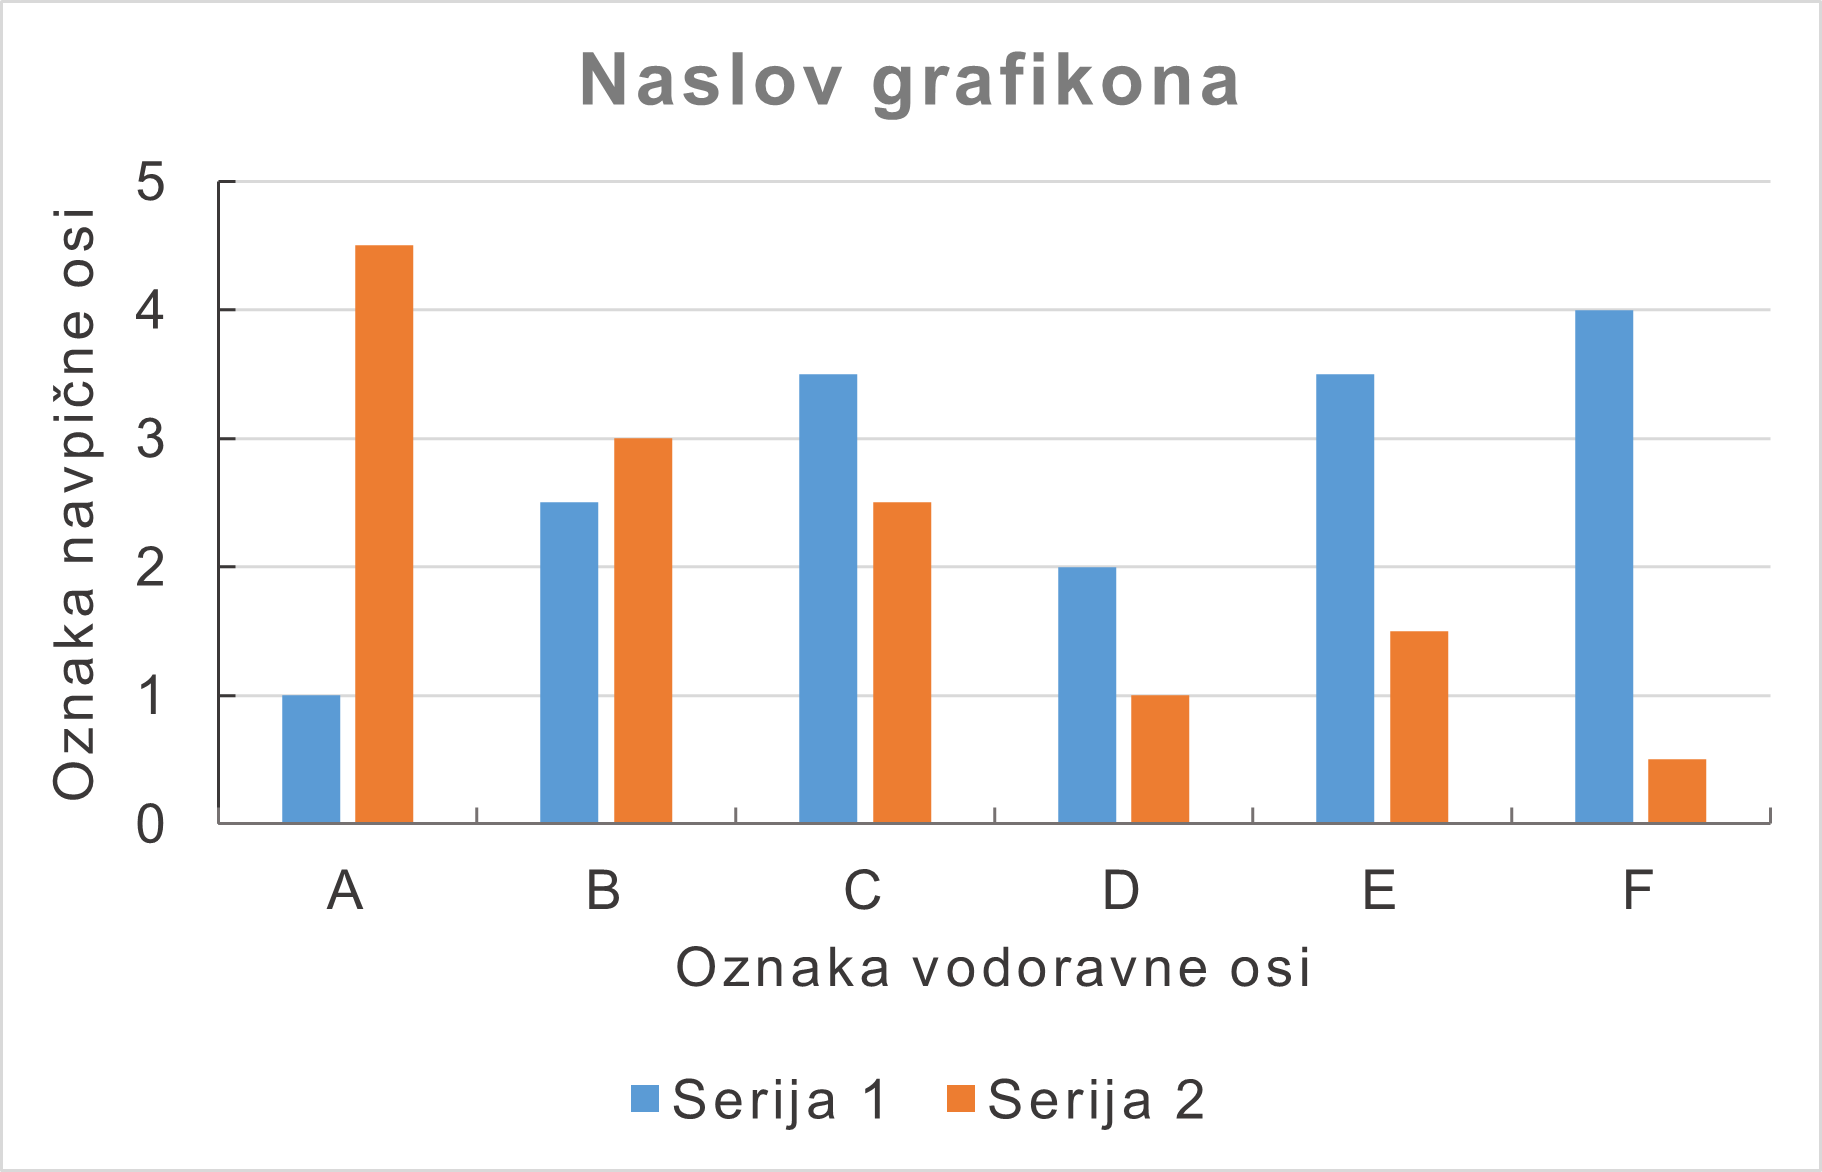 Naslov grafikona
Oznaka navpične osi
5
4
3
2
1
0
A B C D E F
Oznaka vodoravne osi
Serija 1 Serija 2